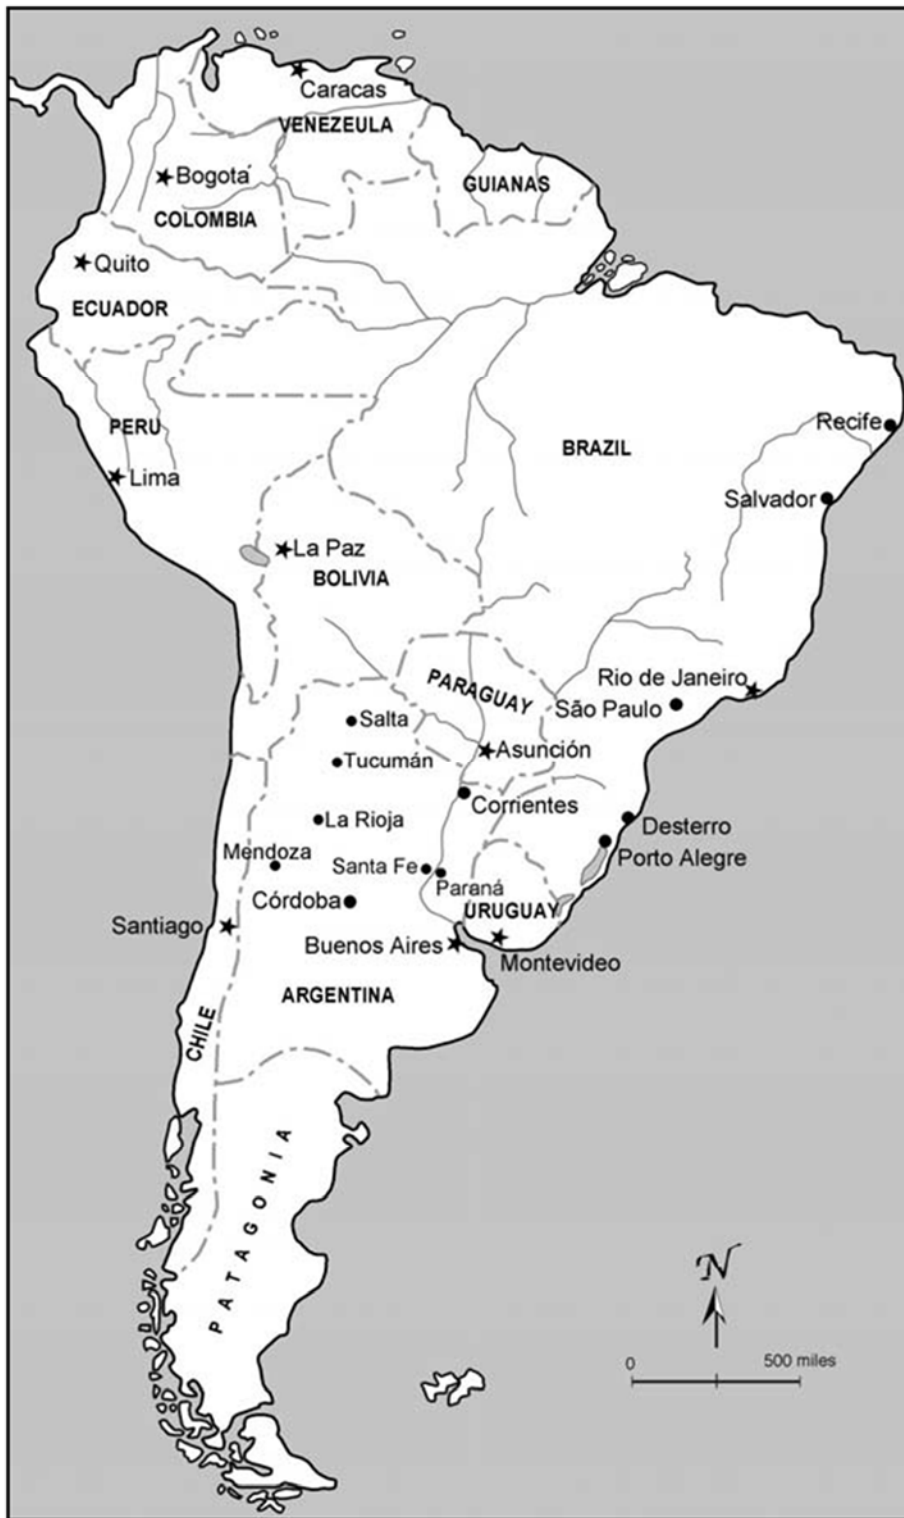 Caracas
VENEZEULA
Bogotá
GUIANAS
COLOMBIA
Quito
ECUADOR
PERU
Recife
BRAZIL
Lima
Salvador
La Paz
BOLIVIA
Rio de Janeiro
PARAGUAY
São Paulo
Salta
Asunción
Tucumán
Corrientes
La Rioja
Desterro
Mendoza
Santa Fe
Porto Alegre
Paraná
Córdoba
URUGUAY
Santiago
Buenos Aires
Montevideo
ARGENTINA
CHILE
PATAGONIA
N
0 500 miles